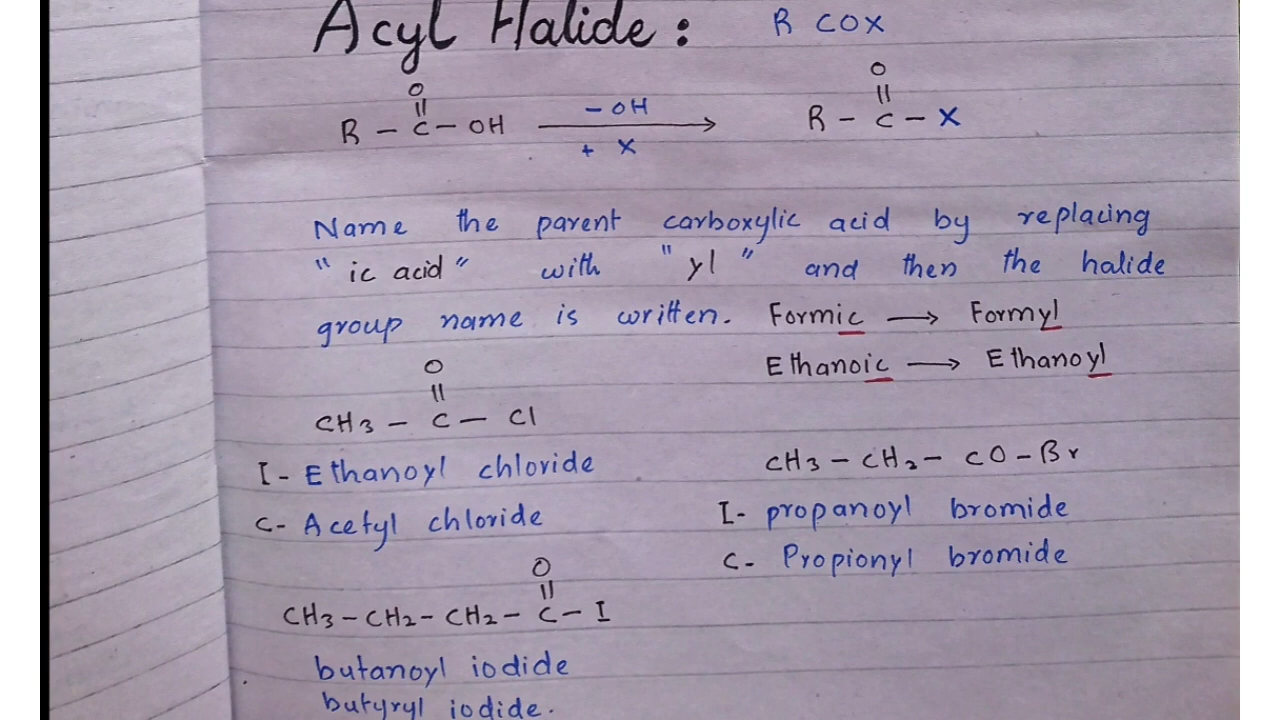 Acyl Halide : R COX
O O
|| ||
R - C - OH - OH R - C - X
+ X
Name the parent carboxylic acid by replacing
"ic acid" with "yl" and then the halide
group name is written. Formic → Formyl
Ethanoic → Ethanoyl
O
||
CH3 - C - Cl
I - Ethanoyl chloride
C - Acetyl chloride
CH3 - CH2 - CO - Br
I - propanoyl bromide
C - Propionyl bromide
O
||
CH3 - CH2 - CH2 - C - I
butanoyl iodide
butyryl iodide.